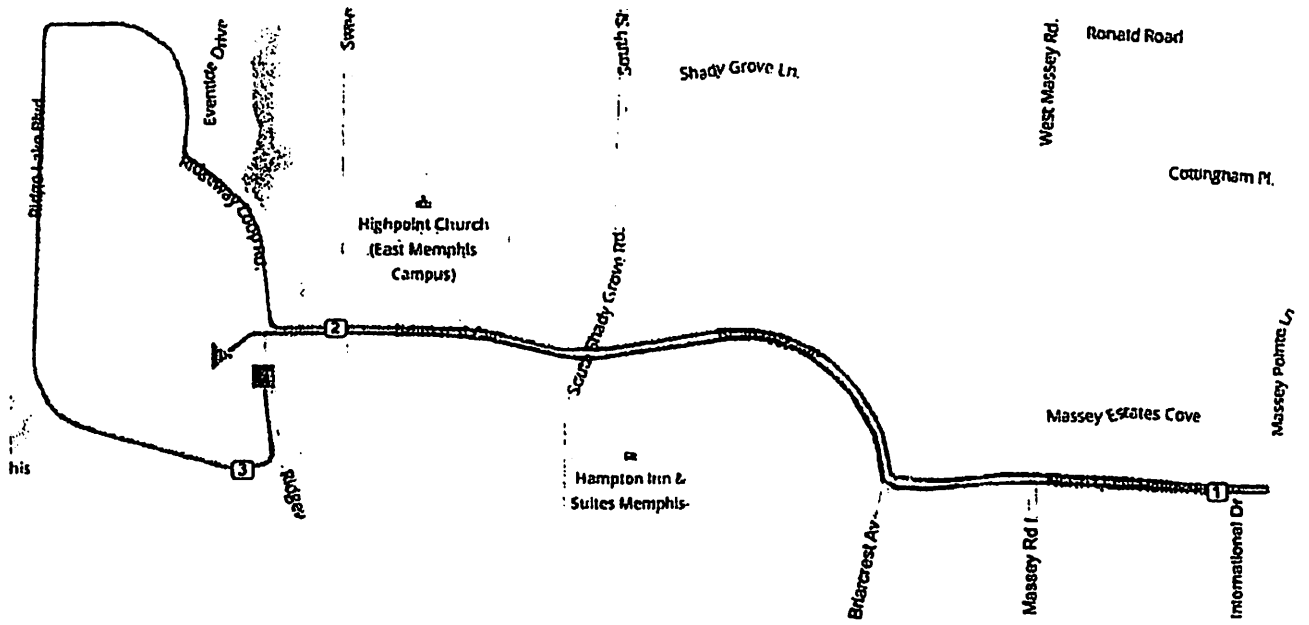 Eventide Drive
South St
Shady Grove Ln.
West Massey Rd.
Ronald Road
Cottingham Pl.
Ridge Lake Blvd
Ridgeway
Highpoint Church
(East Memphis
Campus)
South Shady Grove Rd.
2
Massey Pointe Ln
Massey Estates Cove
his
3
Hampton Inn &
Suites Memphis-
1
Briarcrest Av
Massey Rd
International Dr